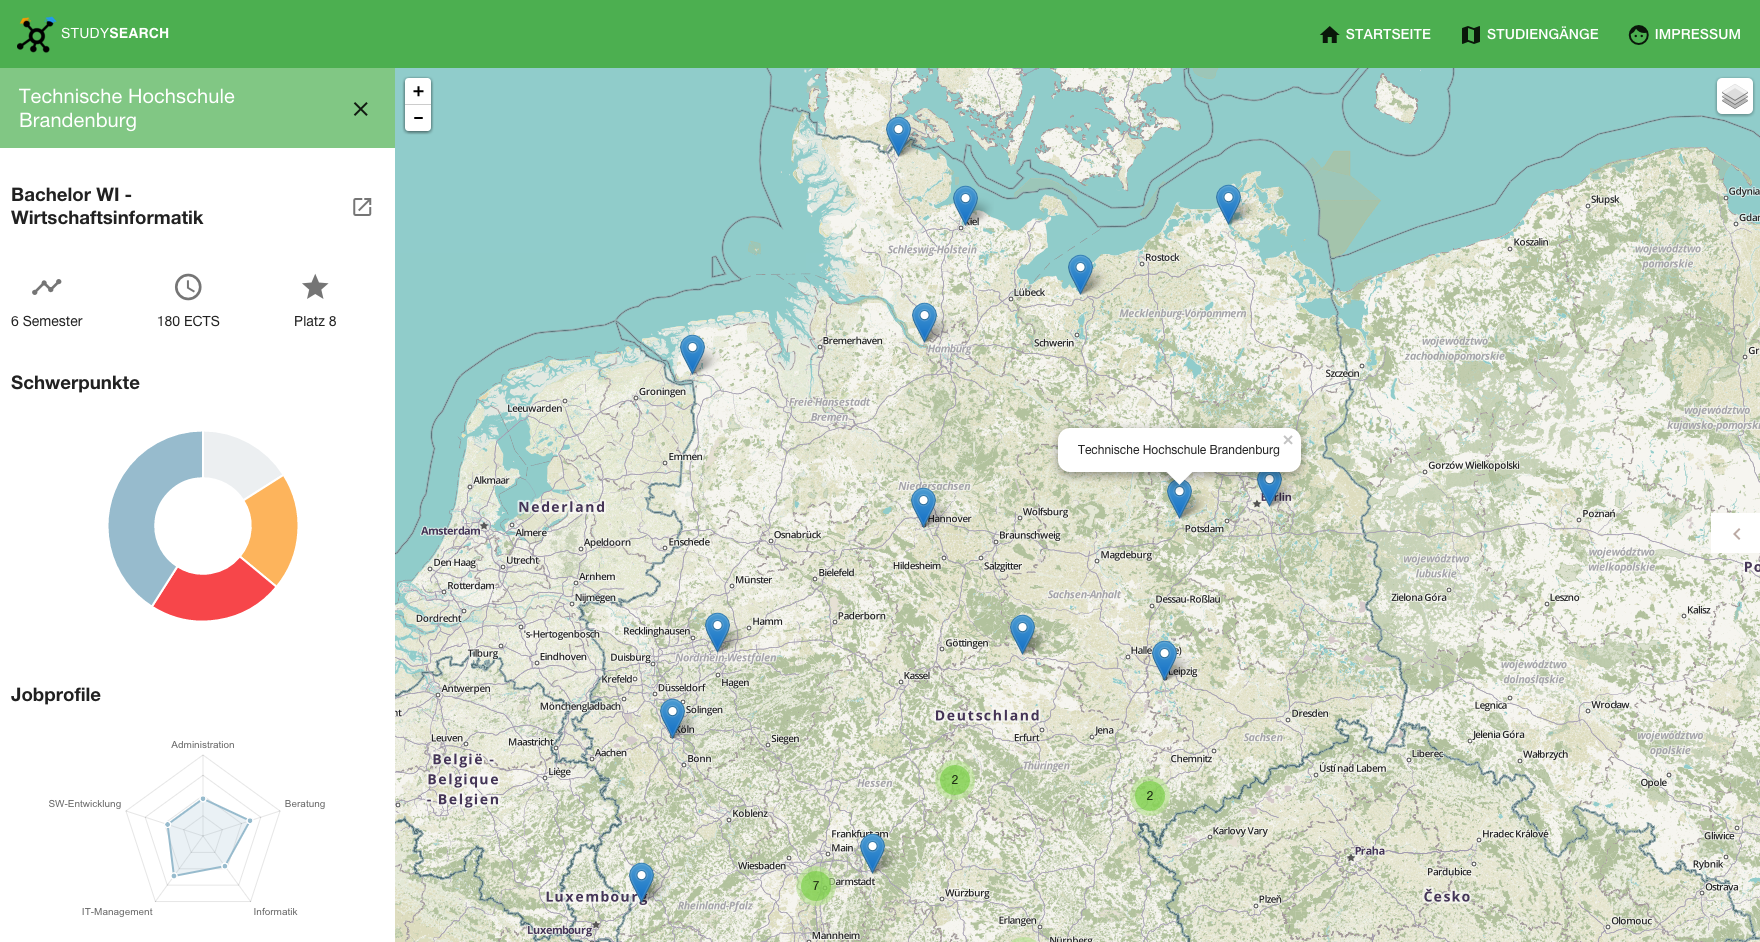 STUDYSEARCH
STARTSEITE
STUDIENGÄNGE
IMPRESSUM
Technische Hochschule
Brandenburg
Bachelor WI -
Wirtschaftsinformatik
6 Semester
180 ECTS
Platz 8
Schwerpunkte
Jobprofile
Administration
SW-Entwicklung
Beratung
IT-Management
Informatik
+
-
Gdynia
Słupsk
Koszalin
województwo
pomorskie
Kiel
Schleswig-Holstein
Rostock
Lübeck
Mecklenburg-Vorpommern
Bremerhaven
Schwerin
Hamburg
województwo
zachodniopomorskie
Szczecin
Groningen
Leeuwarden
Freie Hansestadt
Bremen
województwo
Technische Hochschule Brandenburg
×
Emmen
Gorzów Wielkopolski
Alkmaar
Niedersachsen
Berlin
Nederland
Hannover
Wolfsburg
Poznań
Amsterdam
Almere
Osnabrück
Braunschweig
Potsdam
Apeldoorn
Enschede
Magdeburg
Den Haag
Utrecht
Hildesheim
Salzgitter
województwo
lubuskie
województwo
wielkopolskie
Arnhem
Bielefeld
Münster
Rotterdam
Nijmegen
Sachsen-Anhalt
Dessau-Roßlau
Zielona Góra
Leszno
Kalisz
Dordrecht
Paderborn
Hamm
's-Hertogenbosch
Recklinghausen
Göttingen
Tilburg
Eindhoven
Duisburg
Nordrhein-Westfalen
Leipzig
województwo
dolnośląskie
Kassel
Krefeld
Hagen
Antwerpen
Düsseldorf
Mönchengladbach
Solingen
Deutschland
Dresden
Legnica
Wrocław
Köln
Leuven
Maastricht
Siegen
Erfurt
Jena
Sachsen
Jelenia Góra
województwo
opolskie
Aachen
Bonn
België -
Belgique
- Belgien
Liège
Hessen
Thüringen
Chemnitz
Liberec
Wałbrzych
Ústí nad Labem
Opole
2
2
Koblenz
Karlovy Vary
Hradec Králové
Gliwice
Frankfurt am
Main
Praha
Wiesbaden
Pardubice
Rybnik
7
Darmstadt
Luxembourg
Rheinland-Pfalz
Würzburg
Plzeň
Česko
Ostrava
Erlangen
Olomouc
Luxembourg
Mannheim
Nürnberg